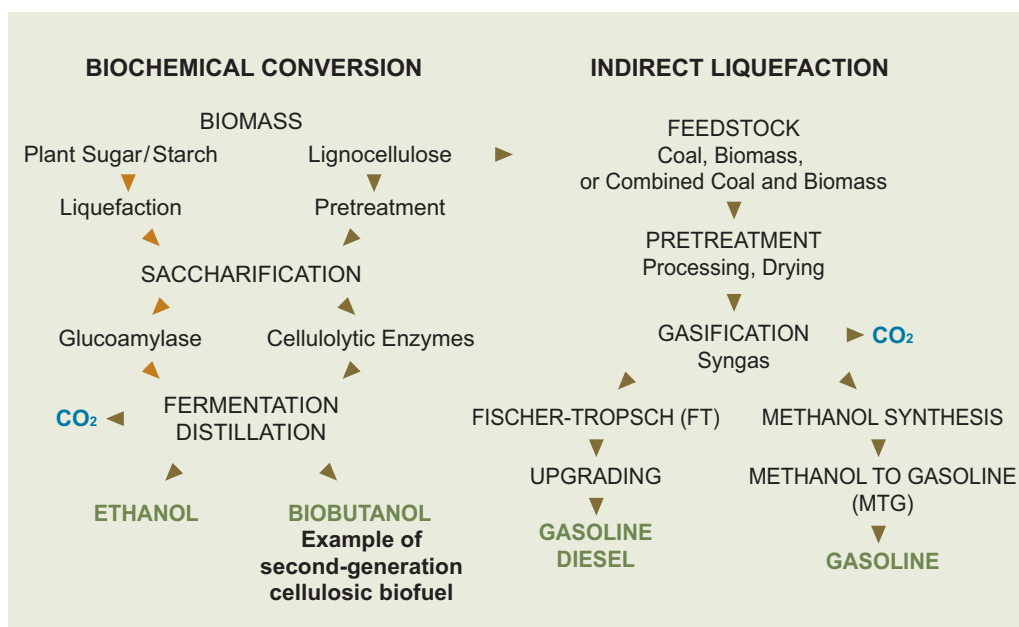 BIOCHEMICAL CONVERSION
BIOMASS
Plant Sugar/Starch
Lignocellulose
Liquefaction
Pretreatment
SACCHARIFICATION
Glucoamylase
Cellulolytic Enzymes
CO₂
FERMENTATION
DISTILLATION
ETHANOL
BIOBUTANOL
Example of
second-generation
cellulosic biofuel
INDIRECT LIQUEFACTION
FEEDSTOCK
Coal, Biomass,
or Combined Coal and Biomass
PRETREATMENT
Processing, Drying
GASIFICATION
Syngas
CO₂
FISCHER-TROPSCH (FT)
UPGRADING
GASOLINE
DIESEL
METHANOL SYNTHESIS
METHANOL TO GASOLINE
(MTG)
GASOLINE